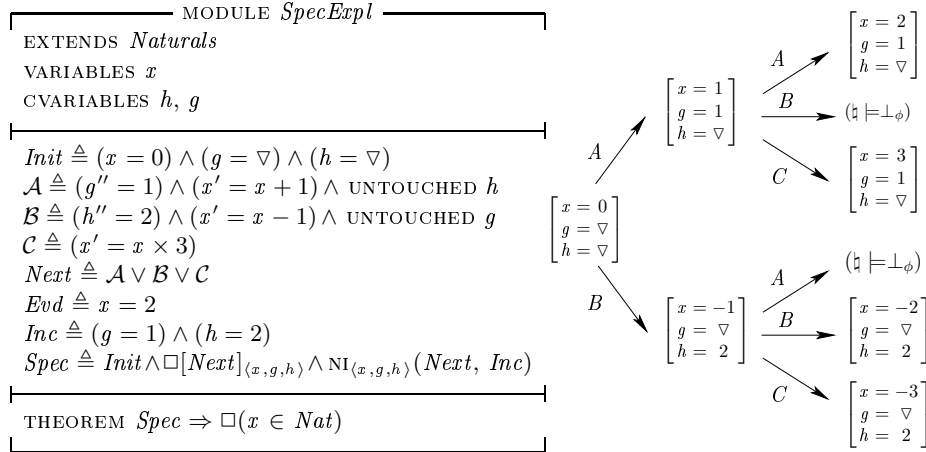 MODULE SpecExpl
EXTENDS Naturals
VARIABLES x
CVARIABLES h, g
Init ≜ (x = 0) ∧ (g = ▽) ∧ (h = ▽)
𝒜 ≜ (g″ = 1) ∧ (x′ = x + 1) ∧ UNTOUCHED h
ℬ ≜ (h″ = 2) ∧ (x′ = x − 1) ∧ UNTOUCHED g
𝒞 ≜ (x′ = x × 3)
Next ≜ 𝒜 ∨ ℬ ∨ 𝒞
Evd ≜ x = 2
Inc ≜ (g = 1) ∧ (h = 2)
Spec ≜ Init ∧ □[Next]⟨x,g,h⟩ ∧ NI⟨x,g,h⟩(Next, Inc)
THEOREM Spec ⇒ □(x ∈ Nat)
x = 0
g = ▽
h = ▽
A
B
x = 1
g = 1
h = ▽
A
B
C
x = 2
g = 1
h = ▽
(♮ ⊨⊥ϕ)
x = 3
g = 1
h = ▽
x = −1
g = ▽
h = 2
A
B
C
(♮ ⊨⊥ϕ)
x = −2
g = ▽
h = 2
x = −3
g = ▽
h = 2